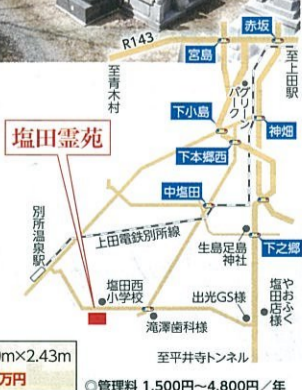 赤坂
R143
宮島
至上田駅
至青木村
グリーンパーク
下小島
神畑
塩田霊苑
下本郷西
中塩田
別所温泉駅
上田電鉄別所線
生島足島
神社
下之郷
塩田西
小学校
出光GS様
やおふく
塩田店様
滝澤歯科様
至平井寺トンネル
m×2.43m
万円
◎管理料 1,500円~4,800円/年